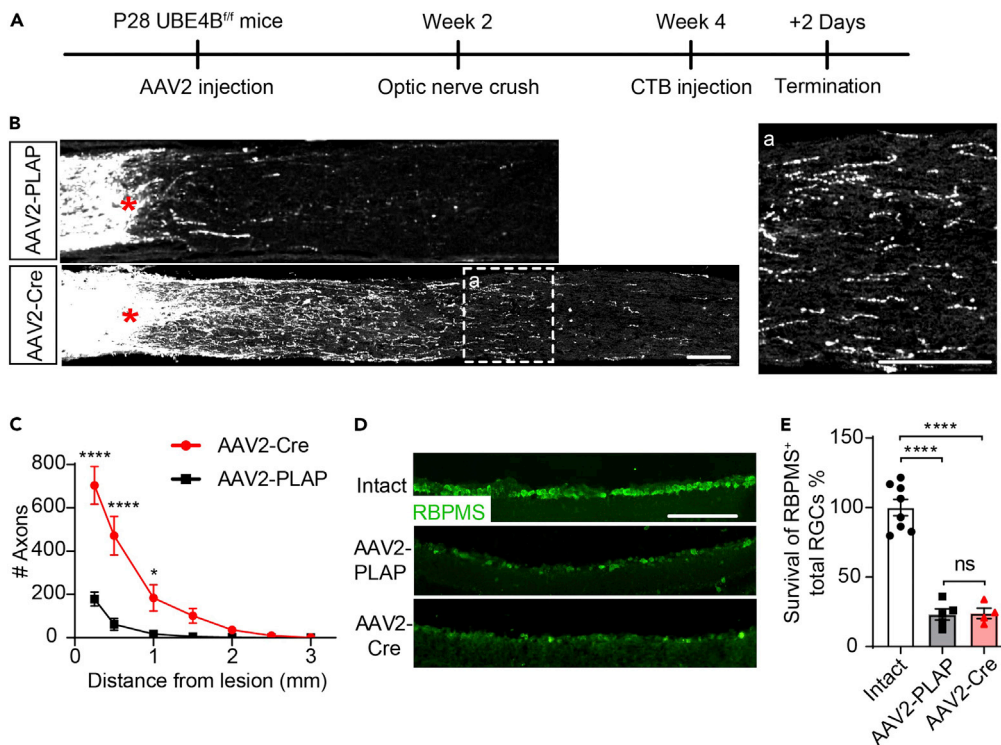 A
P28 UBE4Bf/f mice
Week 2
Week 4
+2 Days
AAV2 injection
Optic nerve crush
CTB injection
Termination
B
AAV2-PLAP
*
AAV2-Cre
*
a
a
C
# Axons
800
600
400
200
0
****
****
*
AAV2-Cre
AAV2-PLAP
0
1
2
3
Distance from lesion (mm)
D
Intact
RBPMS
AAV2-
PLAP
AAV2-
Cre
E
Survival of RBPMS+
total RGCs %
150
100
50
0
****
****
ns
Intact
AAV2-PLAP
AAV2-Cre